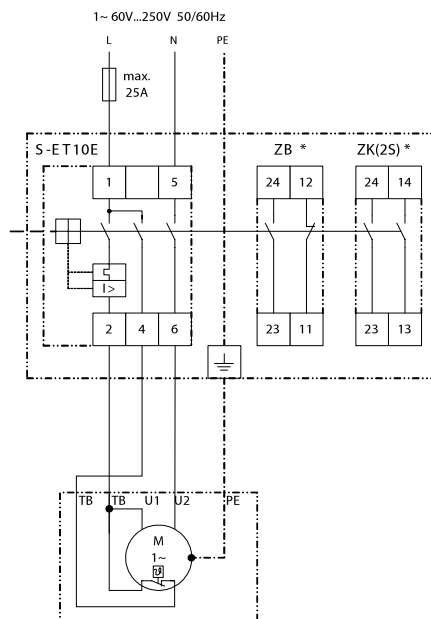 1~ 60V...250V 50/60Hz
L N PE
max.
25A
S-ET10E ZB * ZK(2S) *
1 5 24 12 24 14
I>
2 4 6 23 11 23 13
TB TB U1 U2 PE
M
1~
ϑ